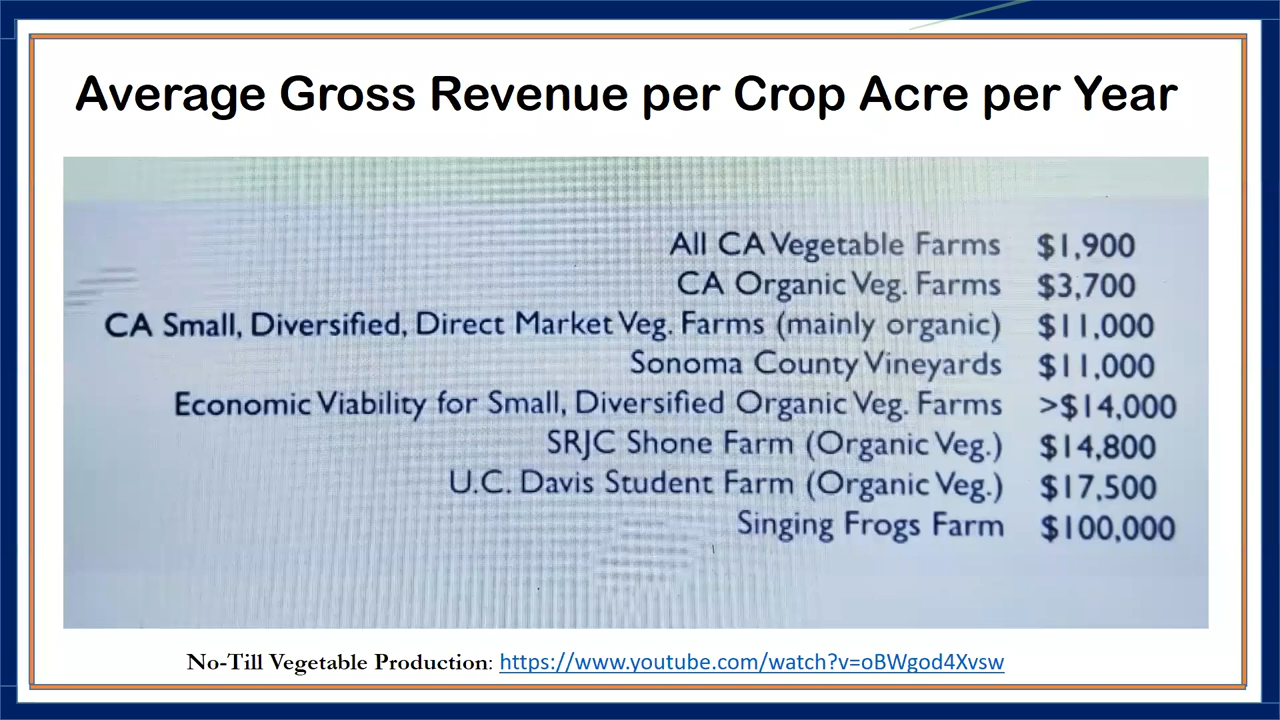 Average Gross Revenue per Crop Acre per Year
All CA Vegetable Farms $1,900
CA Organic Veg. Farms $3,700
CA Small, Diversified, Direct Market Veg. Farms (mainly organic) $11,000
Sonoma County Vineyards $11,000
Economic Viability for Small, Diversified Organic Veg. Farms >$14,000
SRJC Shone Farm (Organic Veg.) $14,800
U.C. Davis Student Farm (Organic Veg.) $17,500
Singing Frogs Farm $100,000
No-Till Vegetable Production: https://www.youtube.com/watch?v=oBWgod4Xvsw